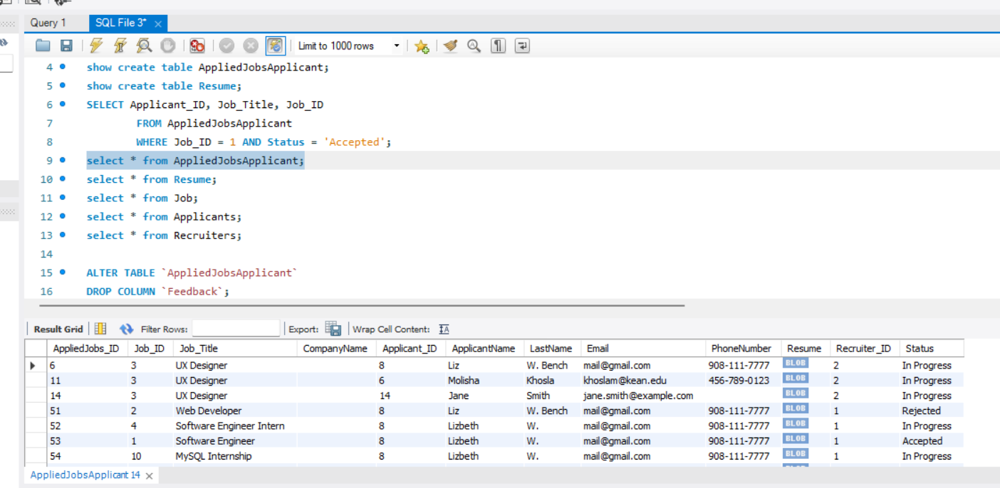 Query 1 SQL File 3*
Limit to 1000 rows
4 show create table AppliedJobsApplicant;
5 show create table Resume;
6 SELECT Applicant_ID, Job_Title, Job_ID
7 FROM AppliedJobsApplicant
8 WHERE Job_ID = 1 AND Status = 'Accepted';
9 select * from AppliedJobsApplicant;
10 select * from Resume;
11 select * from Job;
12 select * from Applicants;
13 select * from Recruiters;
14
15 ALTER TABLE `AppliedJobsApplicant`
16 DROP COLUMN `Feedback`;
Result Grid Filter Rows: Export: Wrap Cell Content:
AppliedJobs_ID Job_ID Job_Title CompanyName Applicant_ID ApplicantName LastName Email PhoneNumber Resume Recruiter_ID Status
6 3 UX Designer 8 Liz W. Bench mail@gmail.com 908-111-7777 BLOB 2 In Progress
11 3 UX Designer 6 Molisha Khosla khoslam@kean.edu 456-789-0123 BLOB 2 In Progress
14 3 UX Designer 14 Jane Smith jane.smith@example.com BLOB 2 In Progress
51 2 Web Developer 8 Liz W. Bench mail@gmail.com 908-111-7777 BLOB 1 Rejected
52 4 Software Engineer Intern 8 Lizbeth W. mail@gmail.com 908-111-7777 BLOB 1 In Progress
53 1 Software Engineer 8 Lizbeth W. mail@gmail.com 908-111-7777 BLOB 1 Accepted
54 10 MySQL Internship 8 Lizbeth W. mail@gmail.com 908-111-7777 BLOB 1 In Progress
AppliedJobsApplicant 14